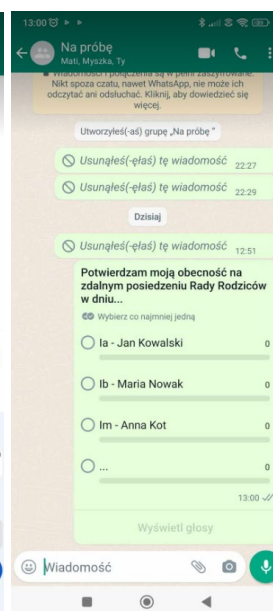 13:00
Na próbę
Mati, Myszka, Ty
Wiadomości i połączenia są w pełni zaszyfrowane.
Nikt spoza czatu, nawet WhatsApp, nie może ich
odczytać ani odsłuchać. Kliknij, aby dowiedzieć się
więcej.
Utworzyłeś(-aś) grupę „Na próbę ”
Usunąłeś(-ęłaś) tę wiadomość 22:27
Usunąłeś(-ęłaś) tę wiadomość 22:29
Dzisiaj
Usunąłeś(-ęłaś) tę wiadomość 12:51
Potwierdzam moją obecność na
zdalnym posiedzeniu Rady Rodziców
w dniu...
Wybierz co najmniej jedną
Ia - Jan Kowalski 0
Ib - Maria Nowak 0
Im - Anna Kot 0
... 0
13:00
Wyświetl głosy
Wiadomość